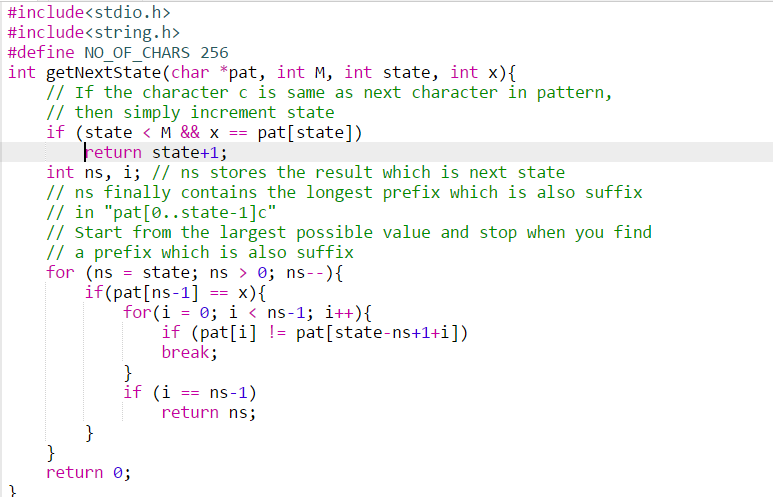 #include<stdio.h>
#include<string.h>
#define NO_OF_CHARS 256
int getNextState(char *pat, int M, int state, int x){
    // If the character c is same as next character in pattern,
    // then simply increment state
    if (state < M && x == pat[state])
        return state+1;
    int ns, i; // ns stores the result which is next state
    // ns finally contains the longest prefix which is also suffix
    // in "pat[0..state-1]c"
    // Start from the largest possible value and stop when you find
    // a prefix which is also suffix
    for (ns = state; ns > 0; ns--){
        if(pat[ns-1] == x){
            for(i = 0; i < ns-1; i++){
                if (pat[i] != pat[state-ns+1+i])
                break;
            }
            if (i == ns-1)
                return ns;
        }
    }
    return 0;
}